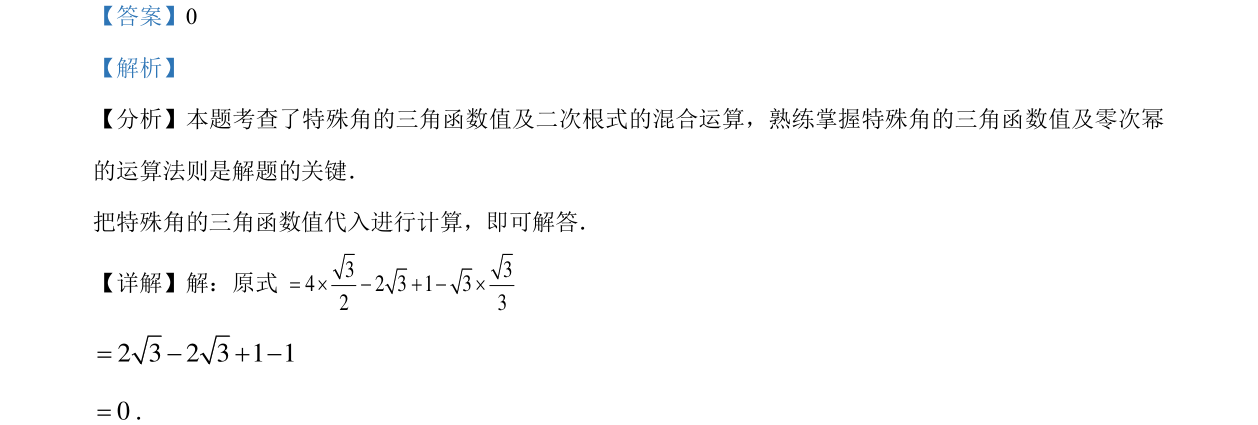 【答案】0
【解析】
【分析】本题考查了特殊角的三角函数值及二次根式的混合运算，熟练掌握特殊角的三角函数值及零次幂
的运算法则是解题的关键．
把特殊角的三角函数值代入进行计算，即可解答．
【详解】解：原式 =4×√3/2−2√3+1−√3×√3/3
=2√3−2√3+1−1
=0．